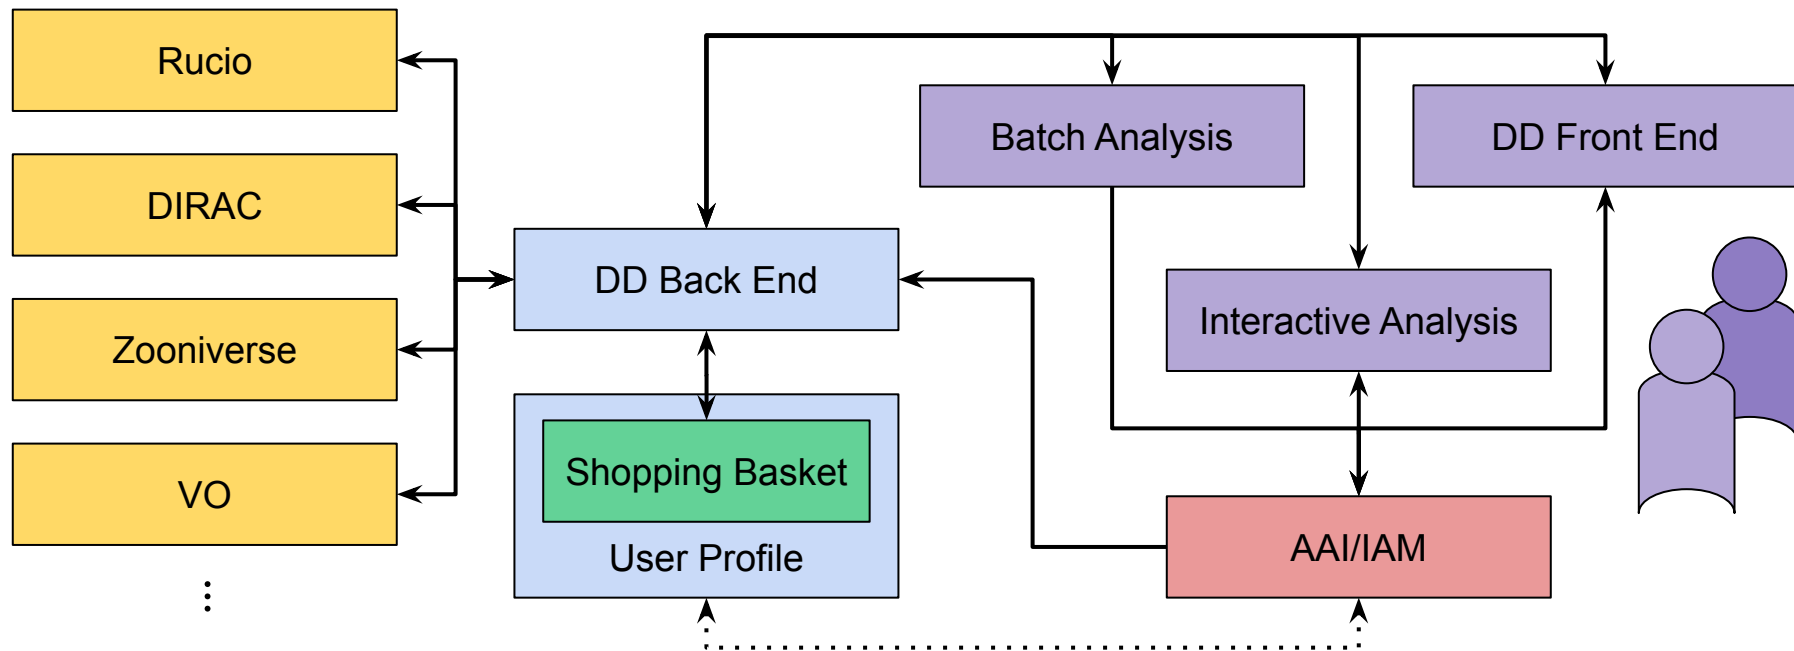 Rucio
DIRAC
Zooniverse
VO
⋮
DD Back End
Shopping Basket
User Profile
Batch Analysis
DD Front End
Interactive Analysis
AAI/IAM